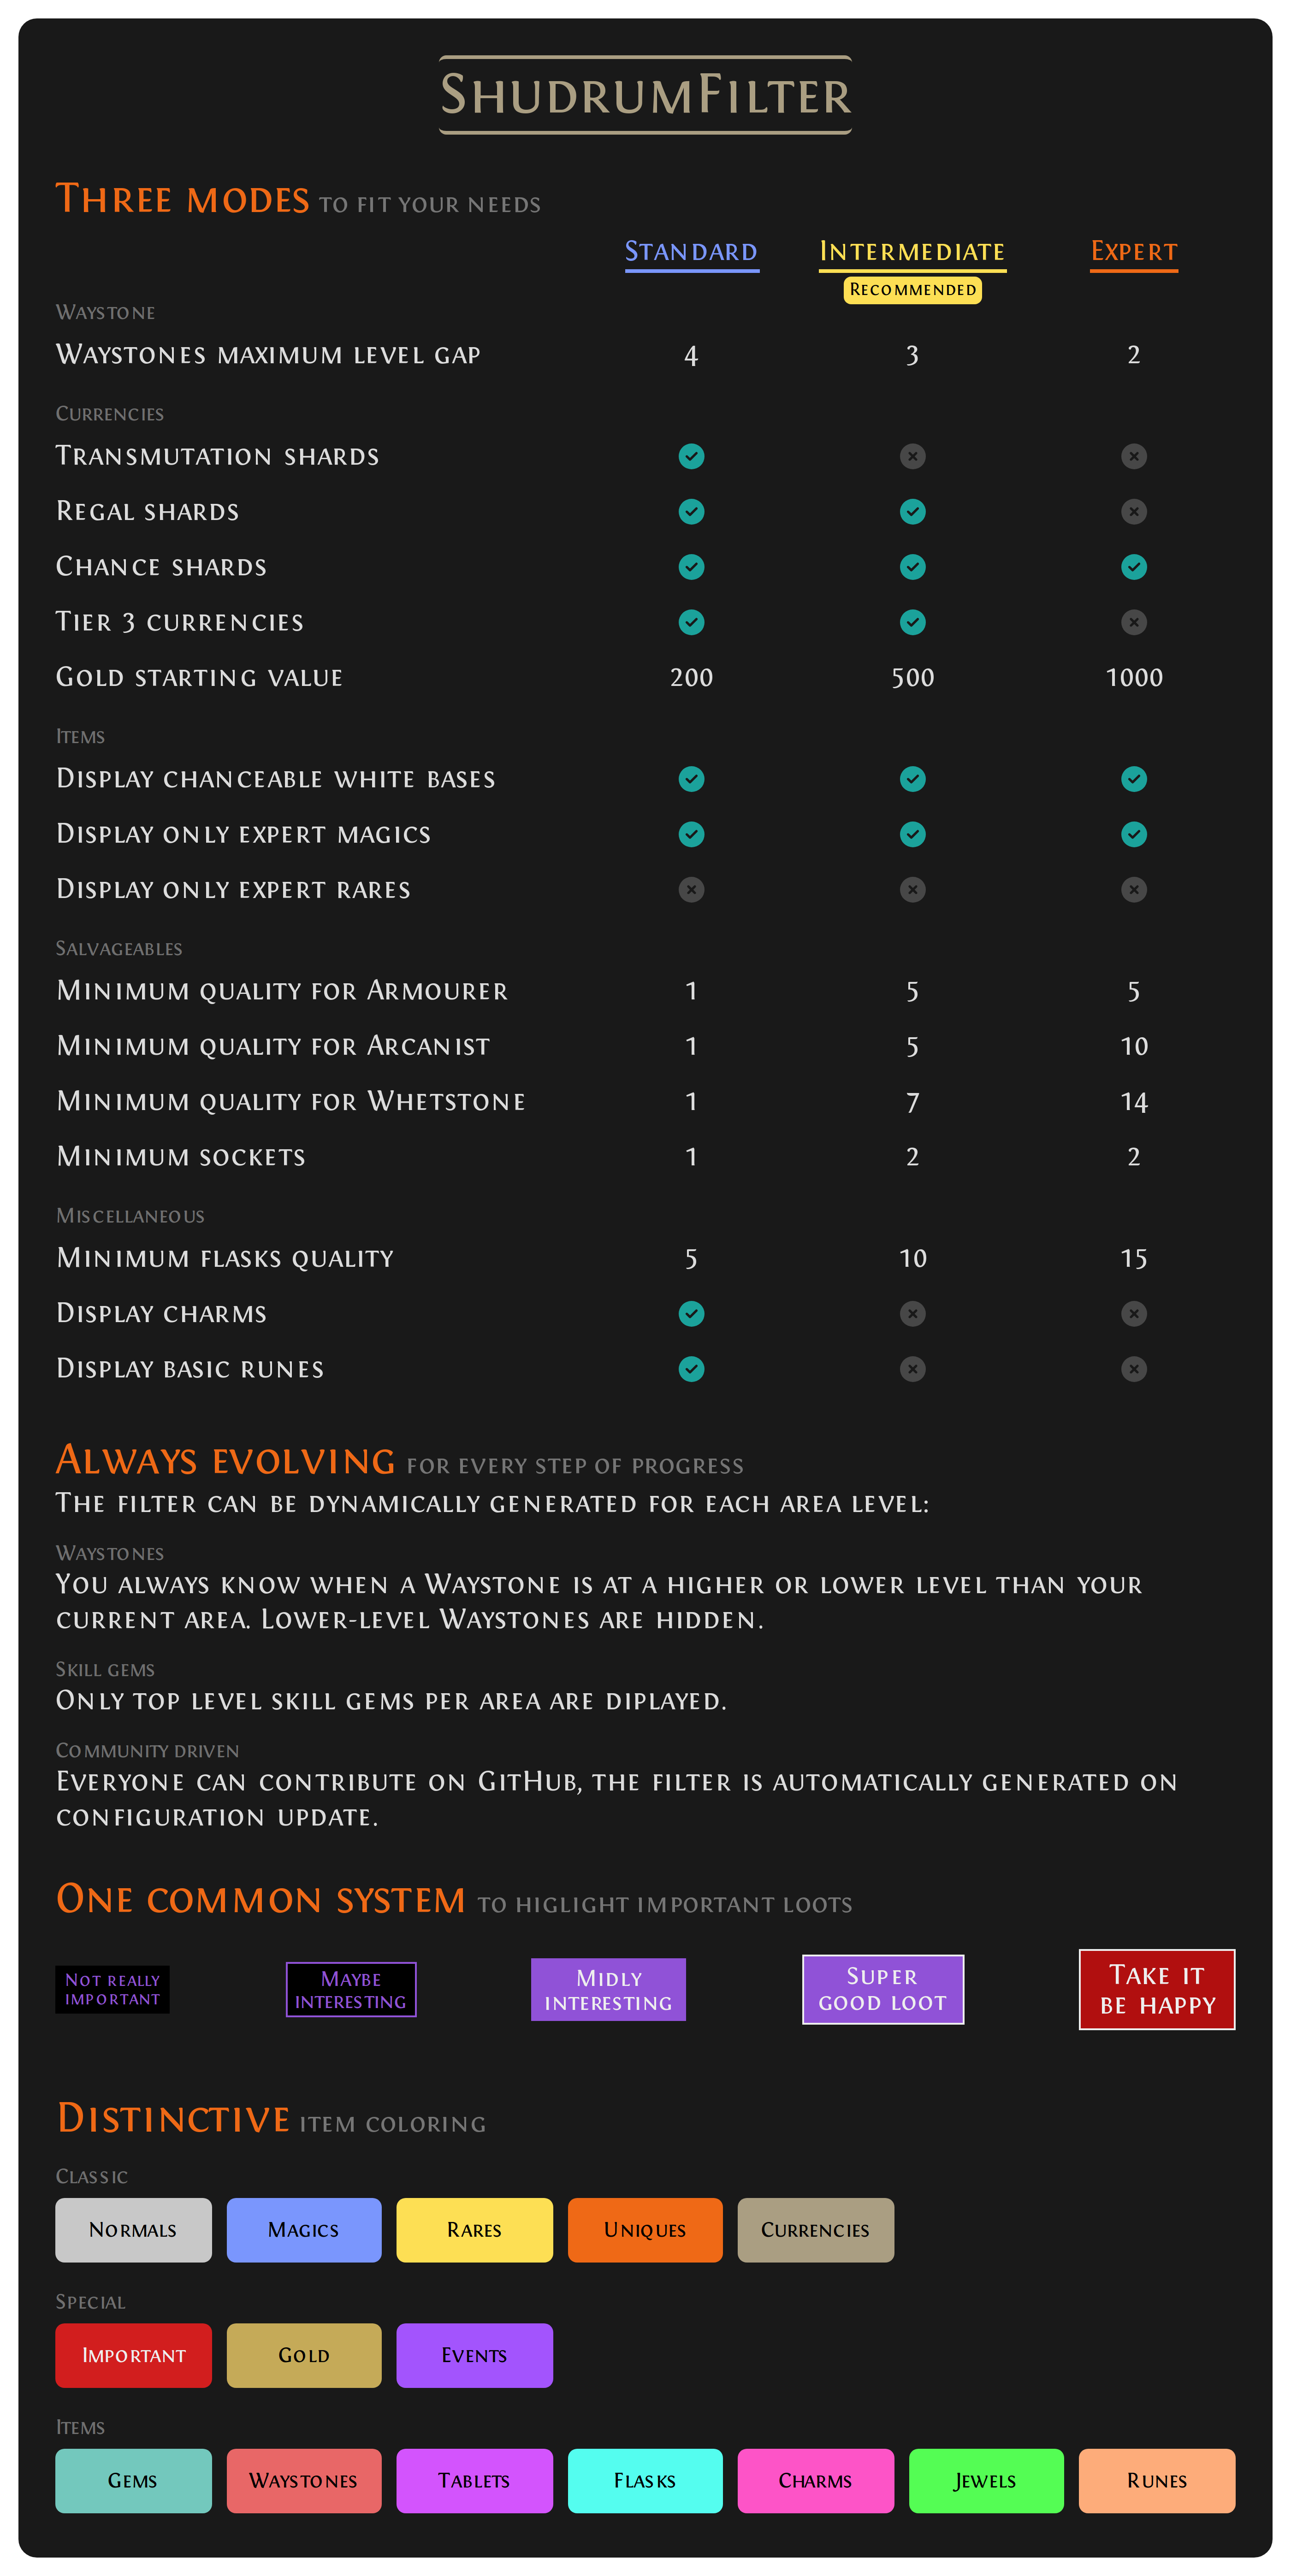 ShudrumFilter
Three modes to fit your needs
Standard Intermediate Expert
Recommended
Waystone
Waystones maximum level gap 4 3 2
Currencies
Transmutation shards
Regal shards
Chance shards
Tier 3 currencies
Gold starting value 200 500 1000
Items
Display chanceable white bases
Display only expert magics
Display only expert rares
Salvageables
Minimum quality for Armourer 1 5 5
Minimum quality for Arcanist 1 5 10
Minimum quality for Whetstone 1 7 14
Minimum sockets 1 2 2
Miscellaneous
Minimum flasks quality 5 10 15
Display charms
Display basic runes
Always evolving for every step of progress
The filter can be dynamically generated for each area level:
Waystones
You always know when a Waystone is at a higher or lower level than your
current area. Lower-level Waystones are hidden.
Skill gems
Only top level skill gems per area are diplayed.
Community driven
Everyone can contribute on GitHub, the filter is automatically generated on
configuration update.
One common system to higlight important loots
Not really
important
Maybe
interesting
Midly
interesting
Super
good loot
Take it
be happy
Distinctive item coloring
Classic
Normals Magics Rares Uniques Currencies
Special
Important Gold Events
Items
Gems Waystones Tablets Flasks Charms Jewels Runes